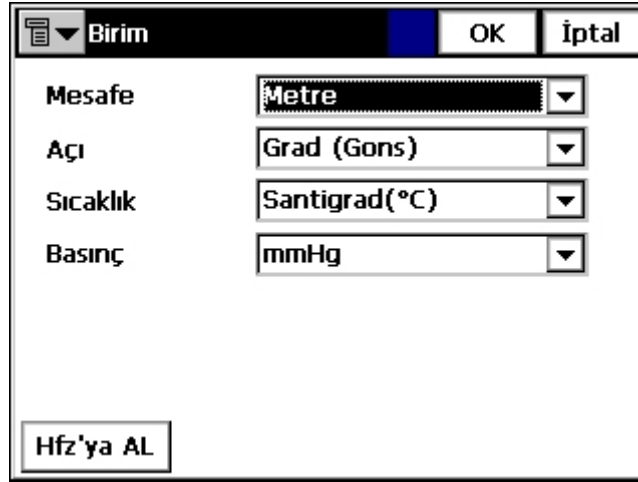 Birim OK İptal
Mesafe Metre
Açı Grad (Gons)
Sıcaklık Santigrad(°C)
Basınç mmHg
Hfz'ya AL